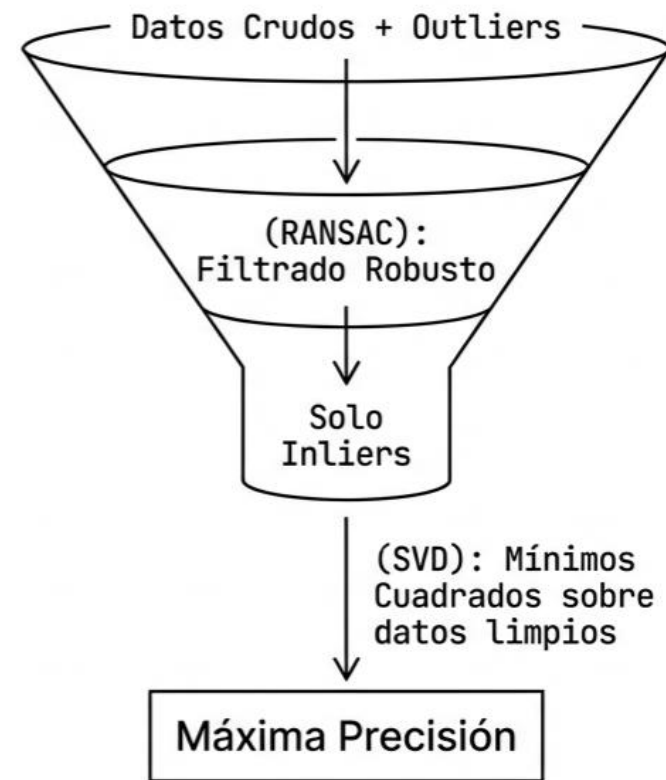 Datos Crudos + Outliers
(RANSAC):
Filtrado Robusto
Solo
Inliers
(SVD): Mínimos
Cuadrados sobre
datos limpios
Máxima Precisión